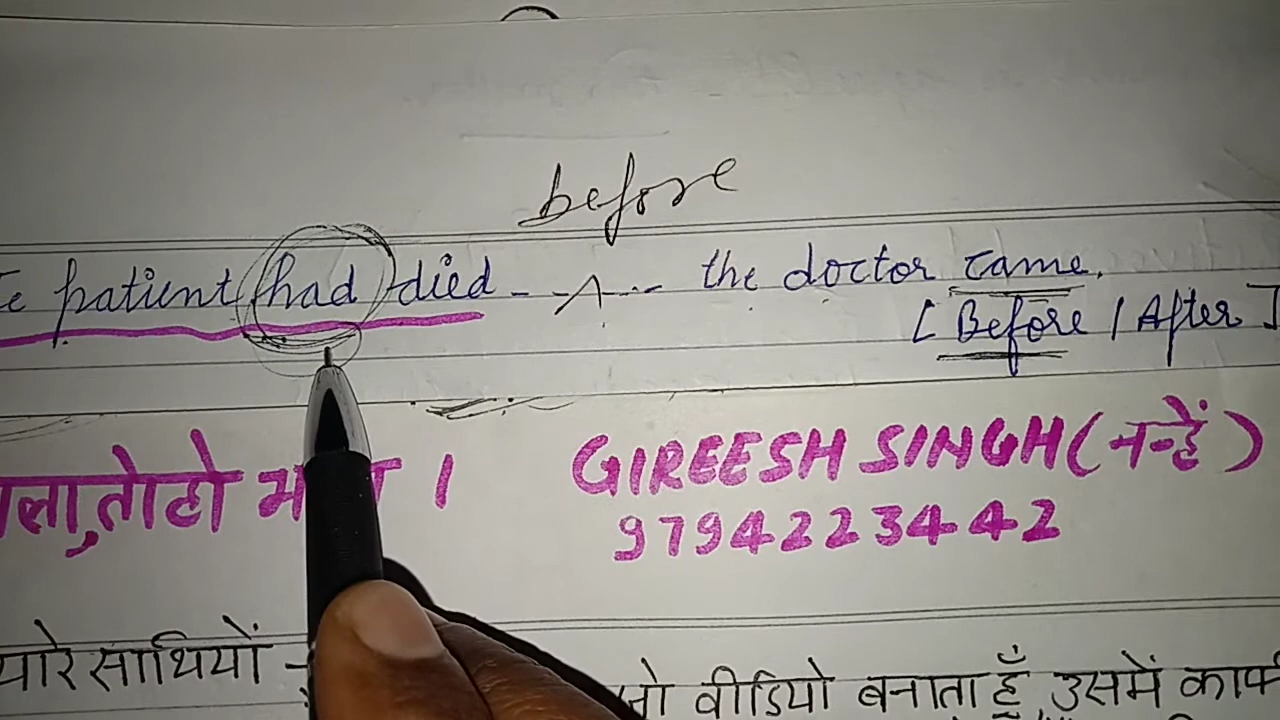 before
patient had died - - - - the doctor came.
[ Before / After ]
तोटो । GIREESH SINGH ( नन्हें )
9794223442
साथियों - वीडियो बनाता हूँ, उसमें